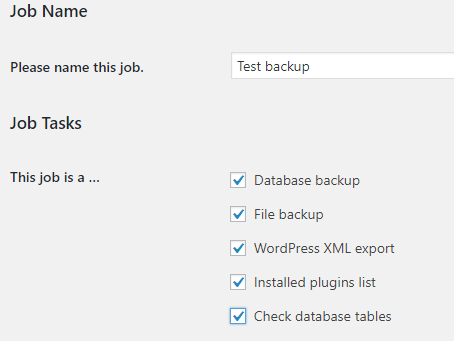 Job Name
Please name this job. Test backup
Job Tasks
This job is a ... Database backup
File backup
WordPress XML export
Installed plugins list
Check database tables